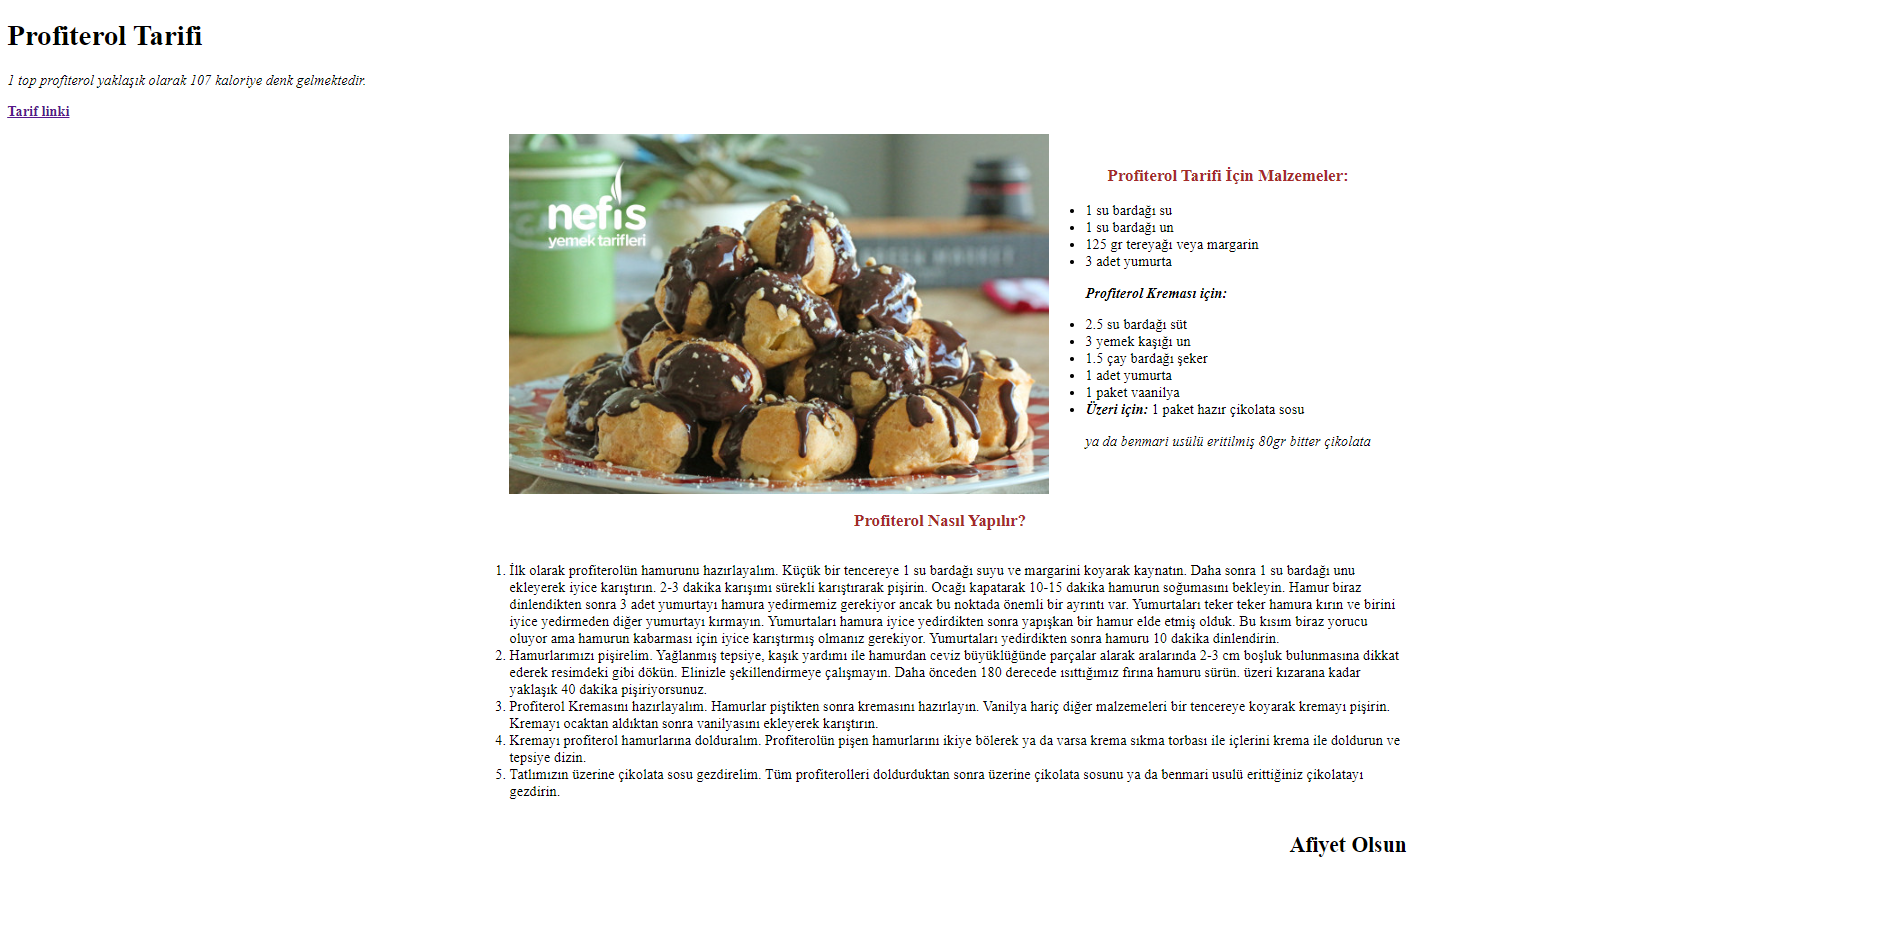 Profiterol Tarifi
1 top profiterol yaklaşık olarak 107 kaloriye denk gelmektedir.
Tarif linki
nefis
yemek tarifleri
Profiterol Tarifi İçin Malzemeler:
1 su bardağı su
1 su bardağı un
125 gr tereyağı veya margarin
3 adet yumurta
Profiterol Kreması için:
2.5 su bardağı süt
3 yemek kaşığı un
1.5 çay bardağı şeker
1 adet yumurta
1 paket vaanilya
Üzeri için: 1 paket hazır çikolata sosu
ya da benmari usülü eritilmiş 80gr bitter çikolata
Profiterol Nasıl Yapılır?
1. İlk olarak profiterolün hamurunu hazırlayalım. Küçük bir tencereye 1 su bardağı suyu ve margarini koyarak kaynatın. Daha sonra 1 su bardağı unu
ekleyerek iyice karıştırın. 2-3 dakika karışımı sürekli karıştırarak pişirin. Ocağı kapatarak 10-15 dakika hamurun soğumasını bekleyin. Hamur biraz
dinlendikten sonra 3 adet yumurtayı hamura yedirmemiz gerekiyor ancak bu noktada önemli bir ayrıntı var. Yumurtaları teker teker hamura kırın ve birini
iyice yedirmeden diğer yumurtayı kırmayın. Yumurtaları hamura iyice yedirdikten sonra yapışkan bir hamur elde etmiş olduk. Bu kısım biraz yorucu
oluyor ama hamurun kabarması için iyice karıştırmış olmanız gerekiyor. Yumurtaları yedirdikten sonra hamuru 10 dakika dinlendirin.
2. Hamurlarımızı pişirelim. Yağlanmış tepsiye, kaşık yardımı ile hamurdan ceviz büyüklüğünde parçalar alarak aralarında 2-3 cm boşluk bulunmasına dikkat
ederek resimdeki gibi dökün. Elinizle şekillendirmeye çalışmayın. Daha önceden 180 derecede ısıttığımız fırına hamuru sürün. üzeri kızarana kadar
yaklaşık 40 dakika pişiriyorsunuz.
3. Profiterol Kremasını hazırlayalım. Hamurlar piştikten sonra kremasını hazırlayın. Vanilya hariç diğer malzemeleri bir tencereye koyarak kremayı pişirin.
Kremayı ocaktan aldıktan sonra vanilyasını ekleyerek karıştırın.
4. Kremayı profiterol hamurlarına dolduralım. Profiterolün pişen hamurlarını ikiye bölerek ya da varsa krema sıkma torbası ile içlerini krema ile doldurun ve
tepsiye dizin.
5. Tatlımızın üzerine çikolata sosu gezdirelim. Tüm profiterolleri doldurduktan sonra üzerine çikolata sosunu ya da benmari usulü erittiğiniz çikolatayı
gezdirin.
Afiyet Olsun